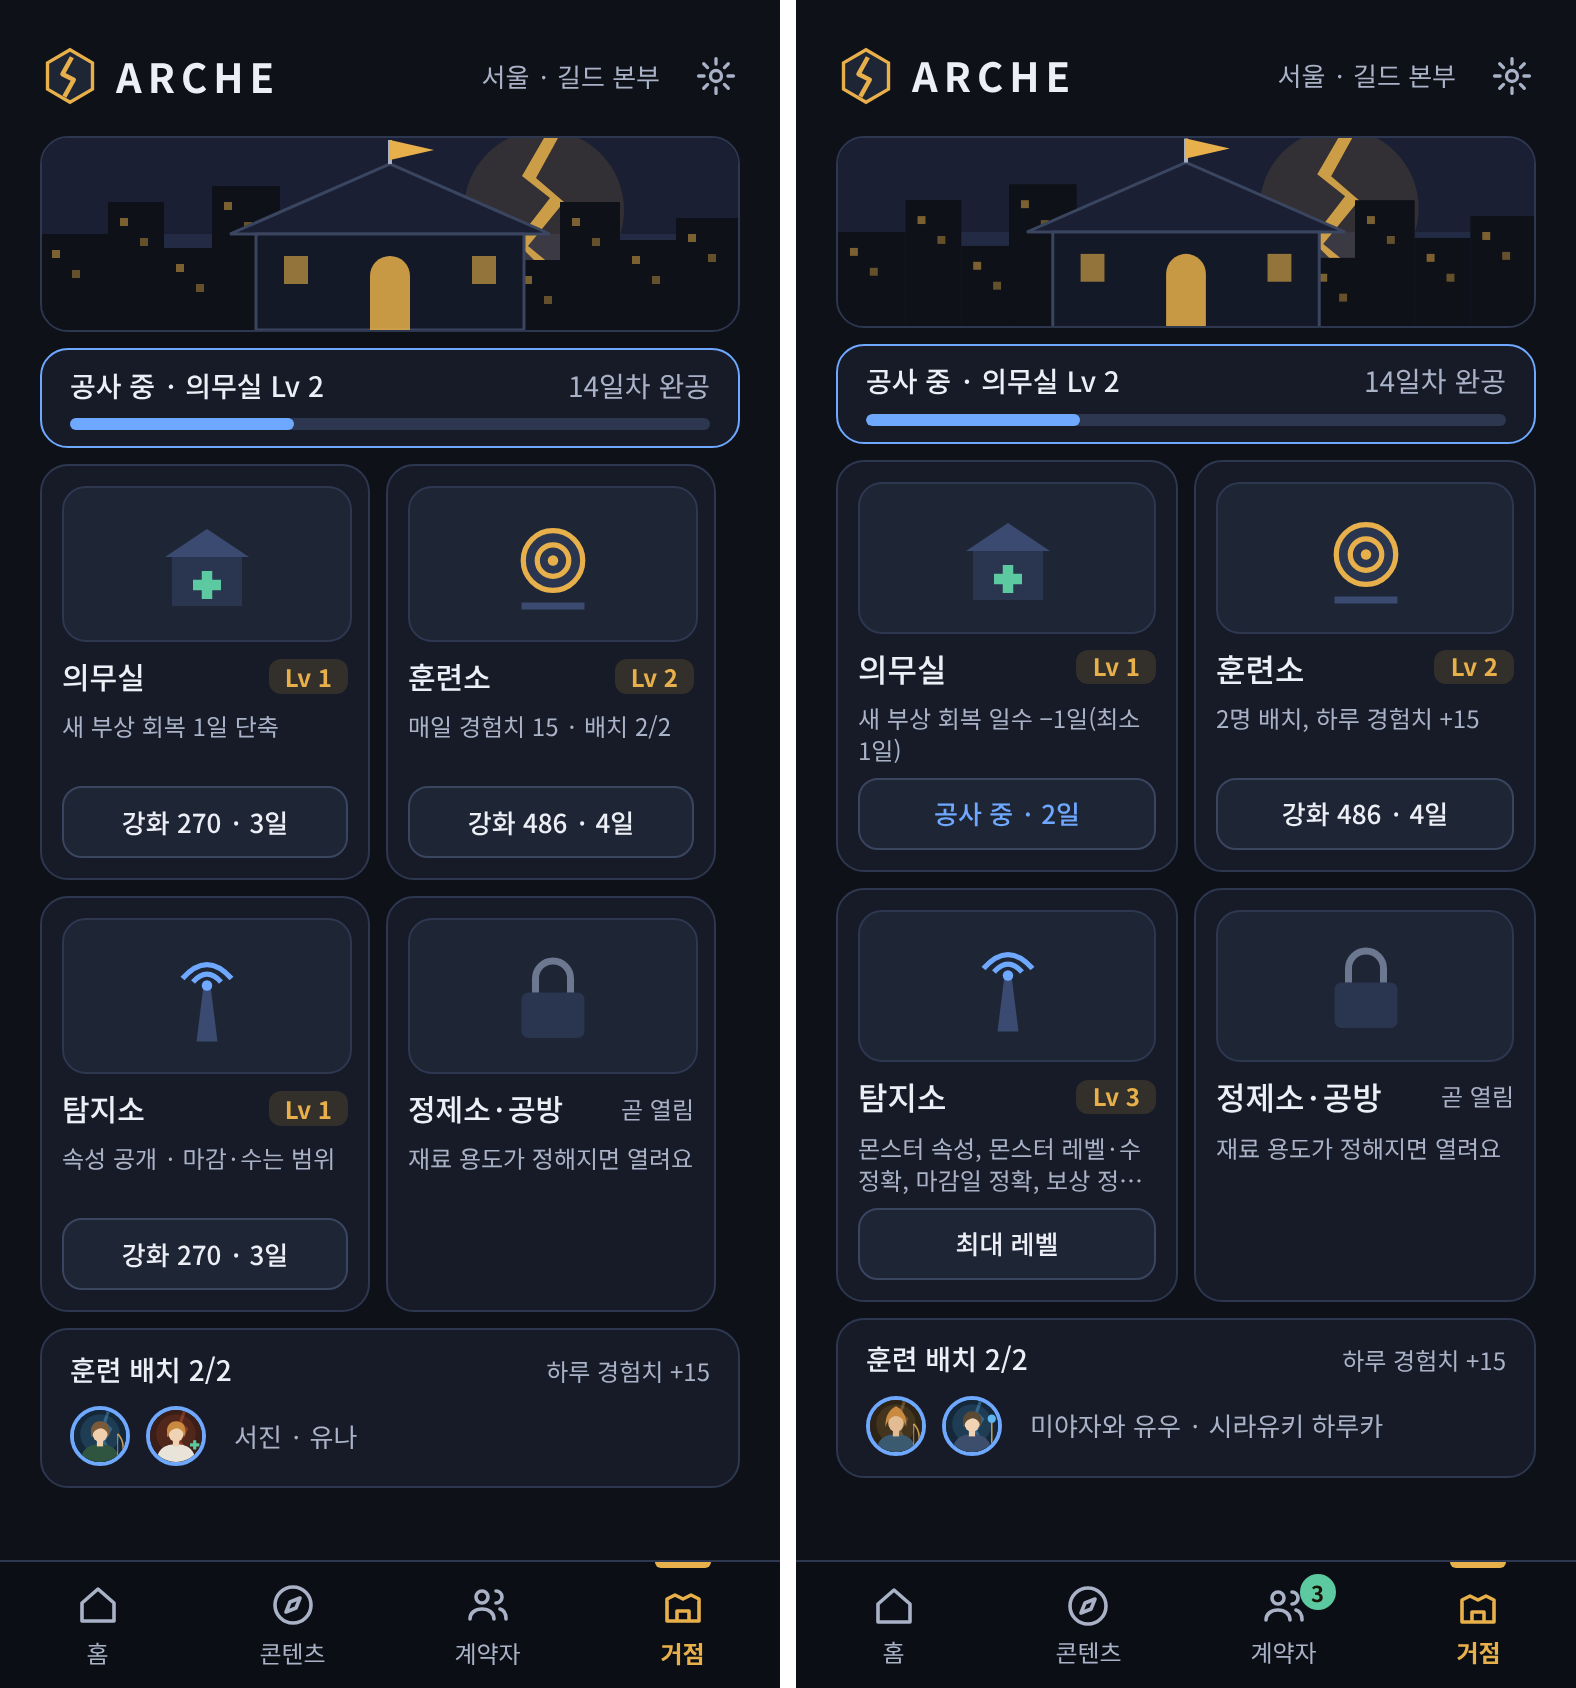 ARCHE
서울 · 길드 본부
공사 중 · 의무실 Lv 2
14일차 완공
의무실
Lv 1
새 부상 회복 1일 단축
강화 270 · 3일
훈련소
Lv 2
매일 경험치 15 · 배치 2/2
강화 486 · 4일
탐지소
Lv 1
속성 공개 · 마감·수는 범위
강화 270 · 3일
정제소·공방
곧 열림
재료 용도가 정해지면 열려요
훈련 배치 2/2
하루 경험치 +15
서진 · 유나
홈
콘텐츠
계약자
거점
ARCHE
서울 · 길드 본부
공사 중 · 의무실 Lv 2
14일차 완공
의무실
Lv 1
새 부상 회복 일수 −1일(최소
1일)
공사 중 · 2일
훈련소
Lv 2
2명 배치, 하루 경험치 +15
강화 486 · 4일
탐지소
Lv 3
몬스터 속성, 몬스터 레벨·수
정확, 마감일 정확, 보상 정…
최대 레벨
정제소·공방
곧 열림
재료 용도가 정해지면 열려요
훈련 배치 2/2
하루 경험치 +15
미야자와 유우 · 시라유키 하루카
홈
콘텐츠
3
계약자
거점